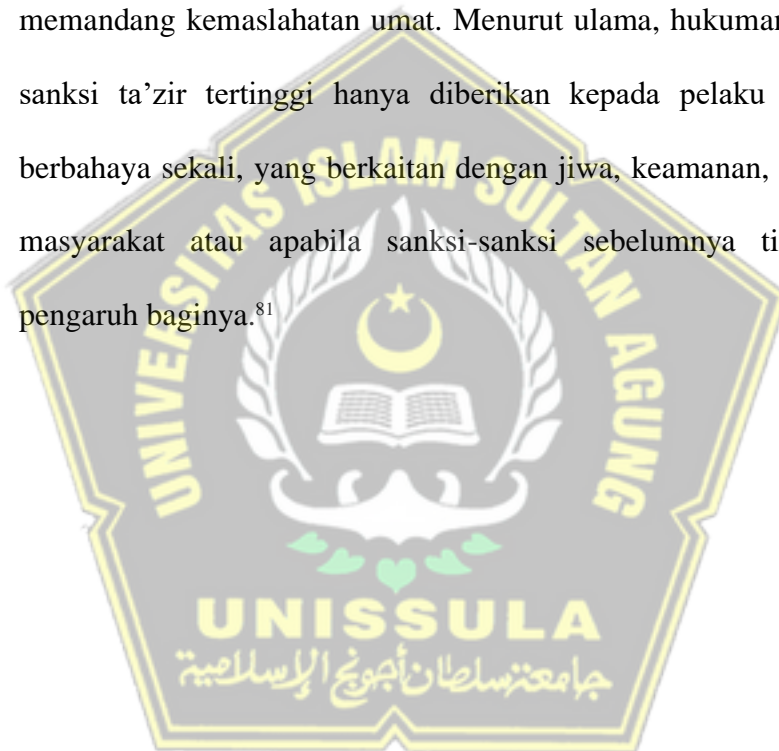 memandang kemaslahatan umat. Menurut ulama, hukuman
sanksi ta’zir tertinggi hanya diberikan kepada pelaku
berbahaya sekali, yang berkaitan dengan jiwa, keamanan,
masyarakat atau apabila sanksi-sanksi sebelumnya ti
pengaruh baginya.81
UNIVERSITAS ISLAM SULTAN AGUNG
UNISSULA
جامعة سلطان أجونج الإسلامية